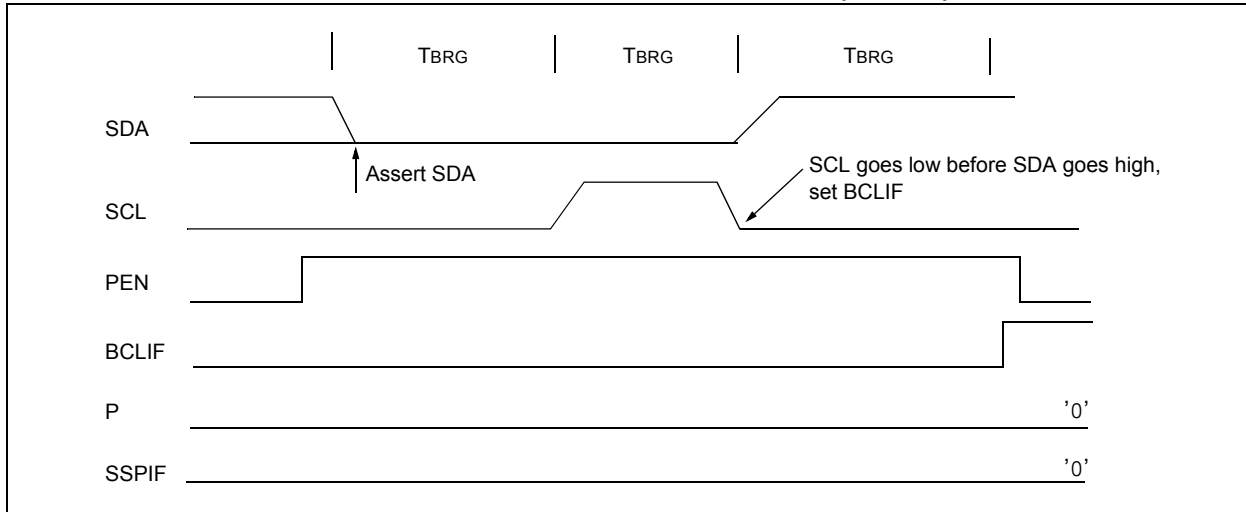 TBRG TBRG TBRG
SDA
Assert SDA
SCL goes low before SDA goes high,
set BCLIF
SCL
PEN
BCLIF
P '0'
SSPIF '0'